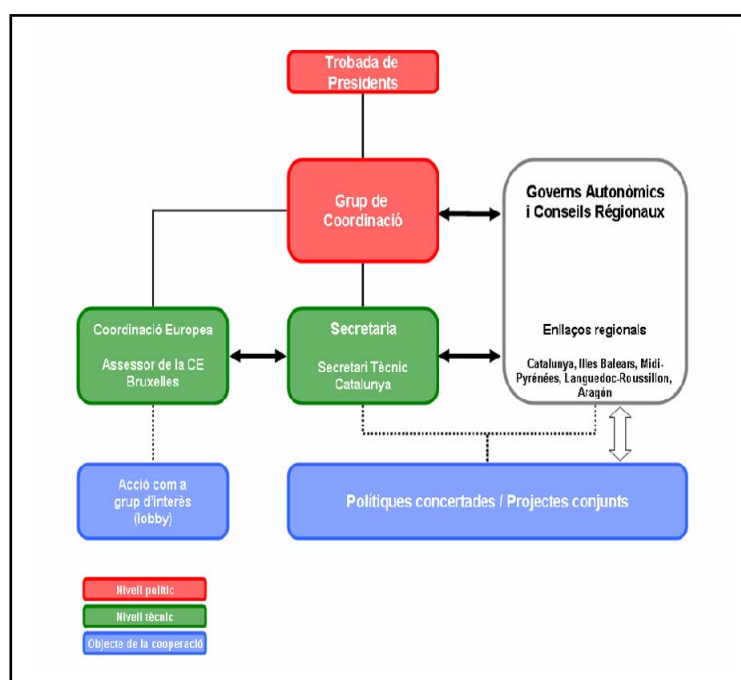 Trobada de
Presidents
Grup de
Coordinació
Governs Autonòmics
i Conseils Régionaux
Coordinació Europea
Assessor de la CE
Bruxelles
Secretaria
Secretari Tècnic
Catalunya
Enllaços regionals
Catalunya, Illes Balears, Midi-
Pyrénées, Languedoc-Roussillon,
Aragón
Acció com a
grup d'interès
(lobby)
Polítiques concertades / Projectes conjunts
Nivell polític
Nivell tècnic
Objecte de la cooperació